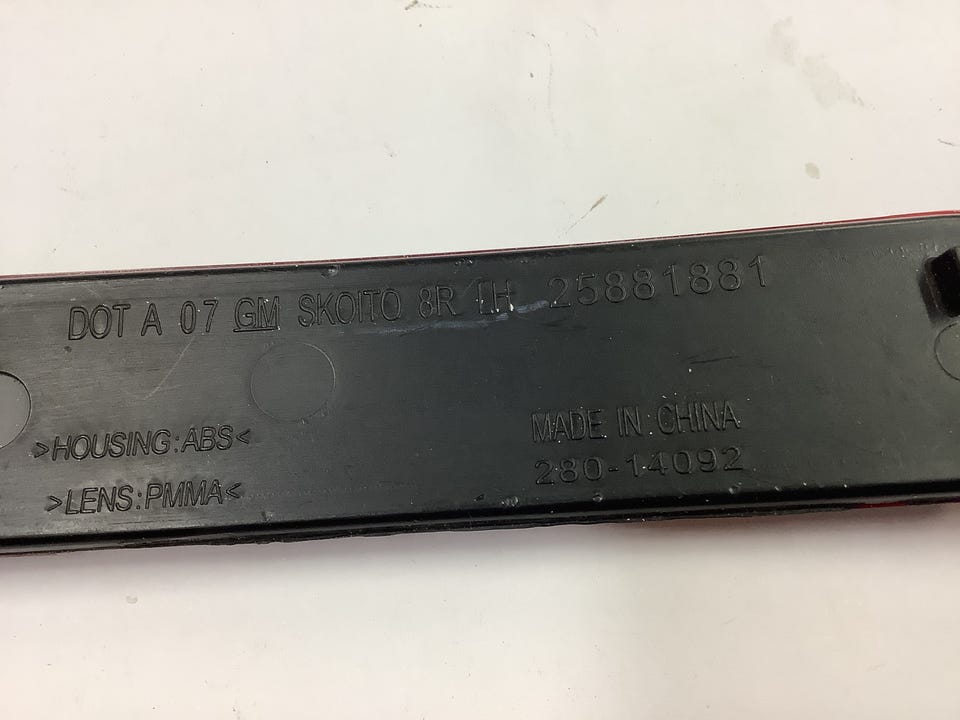 DOT A 07 GM SKOITO 8R LH 25881881
>HOUSING:ABS<
>LENS:PMMA<
MADE IN CHINA
280-14092